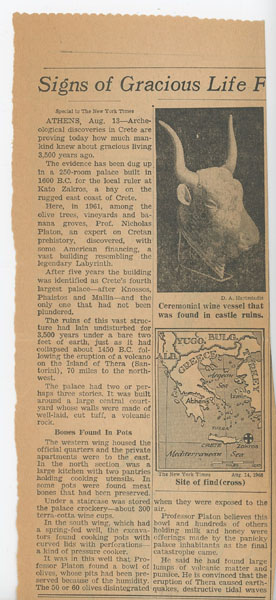 Signs of Gracious Life F
Special to The New York Times
ATHENS, Aug. 13—Arche-
ological discoveries in Crete are
proving today how much man-
kind knew about gracious living
3,500 years ago.
The evidence has been dug up
in a 250-room palace built in
1600 B.C. for the local ruler at
Kato Zakros, a bay on the
rugged east coast of Crete.
Here, in 1961, among the
olive trees, vineyards and ba-
nana groves, Prof. Nicholas
Platon, an expert on Cretan
prehistory, discovered, with
some American financing, a
vast building resembling the
legendary Labyrinth.
After five years the building
was identified as Crete's fourth
largest palace—after Knossos,
Phaistos and Mallia—and the
only one that had not been
plundered.
The ruins of this vast struc-
ture had lain undisturbed for
3,500 years under a bare two
feet of earth, just as it had
collapsed about 1450 B.C. fol-
lowing the eruption of a volcano
on the Island of Thera (San-
torini), 70 miles to the north-
west.
The palace had two or per-
haps three stories. It was built
around a large central court-
yard whose walls were made of
well-laid, cut tuff, a volcanic
rock.
Bones Found In Pots
The western wing housed the
official quarters and the private
apartments were to the east.
In the north section was a
large kitchen with two pantries
holding cooking utensils. In
some pots were found meat
bones that had been preserved.
Under a staircase was stored
the palace crockery—about 500
terra-cotta wine cups.
In the south wing, which had
a spring-fed well, the excava-
tors found cooking pots with
curved lids with perforations—
a kind of pressure cooker.
It was in this well that Pro-
fessor Platon found a bowl of
olives, whose pits had been pre-
served because of the humidity.
The 50 or 60 olives disintegrated
D. A. Harissiadis
Ceremonial wine vessel that
was found in castle ruins.
YUGO.
BULG.
ALB.
GREECE
TURKEY
Aegean
Sea
CRETE
Mediterranean Sea
The New York Times
Aug. 14, 1966
Site of find(cross)
when they were exposed to the
air.
Professor Platon believes this
bowl and hundreds of others
holding milk and honey were
offerings made by the panicky
palace inhabitants as the final
catastrophe came.
He said he had found large
lumps of volcanic matter and
pumice. He is convinced that the
eruption of Thera caused earth-
quakes, destructive tidal waves